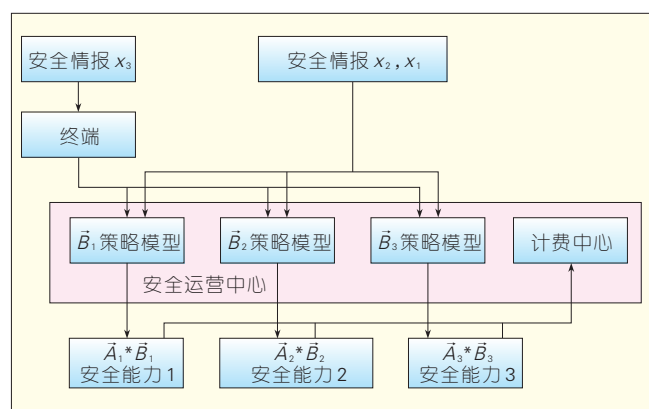 安全情报 x₃
安全情报 x₂,x₁
终端
B⃗₁策略模型
B⃗₂策略模型
B⃗₃策略模型
计费中心
安全运营中心
A⃗₁*B⃗₁
安全能力1
A⃗₂*B⃗₂
安全能力2
A⃗₃*B⃗₃
安全能力3